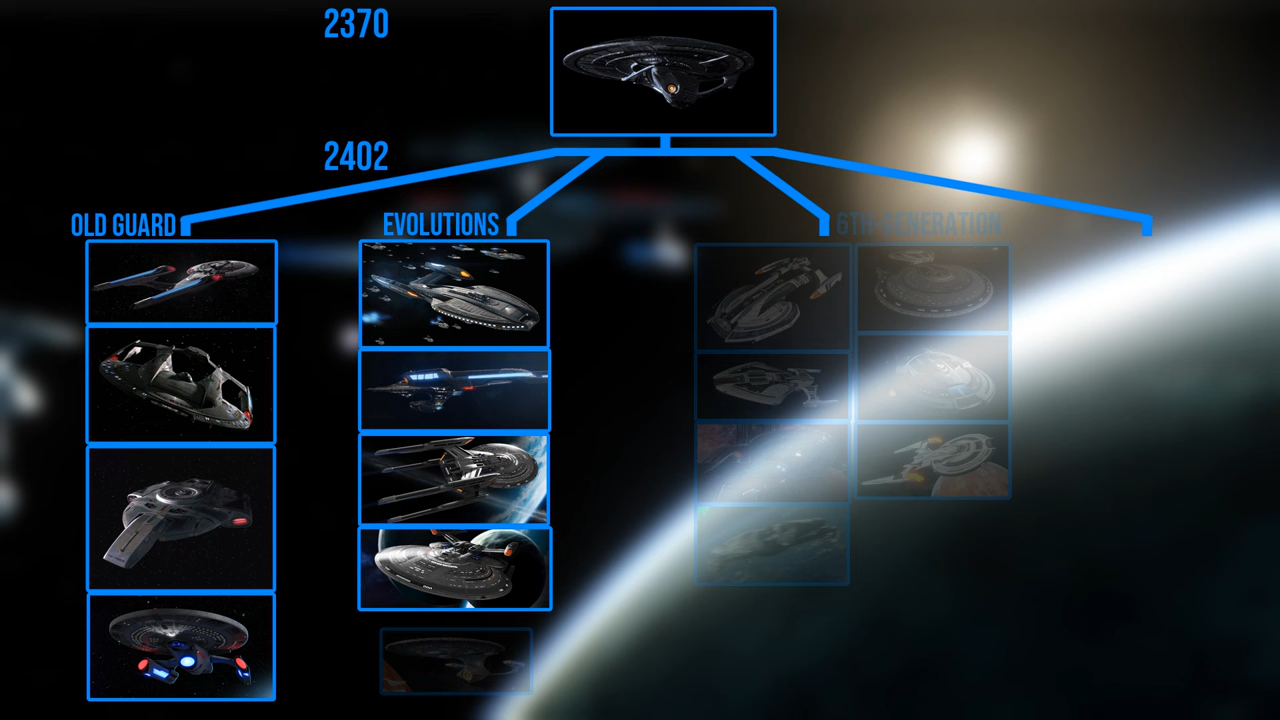 2370
2402
OLD GUARD
EVOLUTIONS
6TH GENERATION